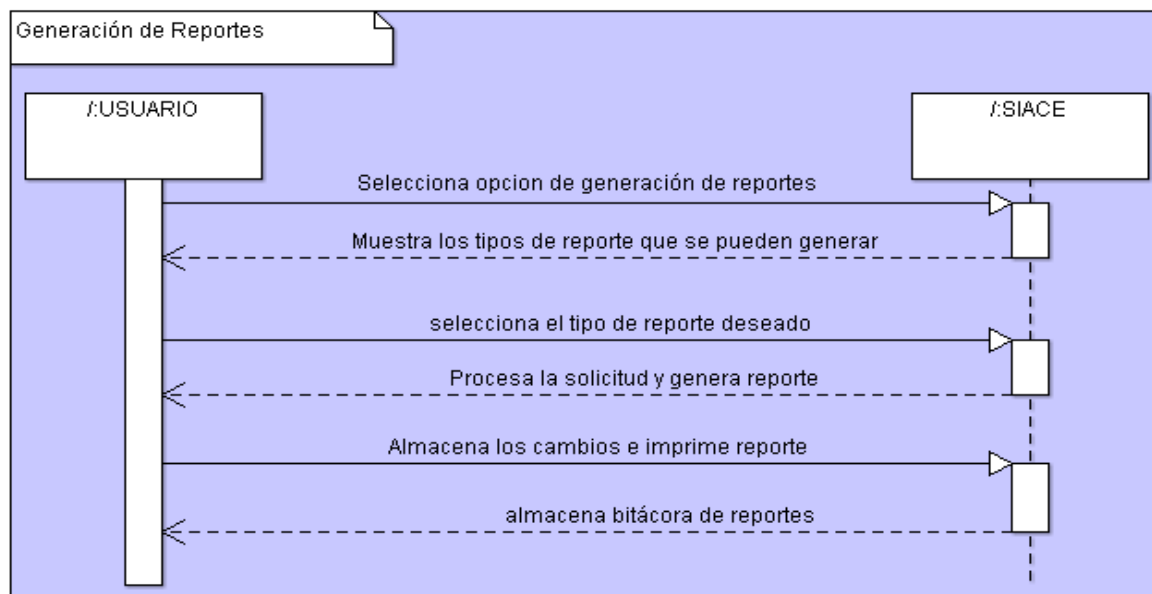 Generación de Reportes
/:USUARIO
/:SIACE
Selecciona opcion de generación de reportes
Muestra los tipos de reporte que se pueden generar
selecciona el tipo de reporte deseado
Procesa la solicitud y genera reporte
Almacena los cambios e imprime reporte
almacena bitácora de reportes